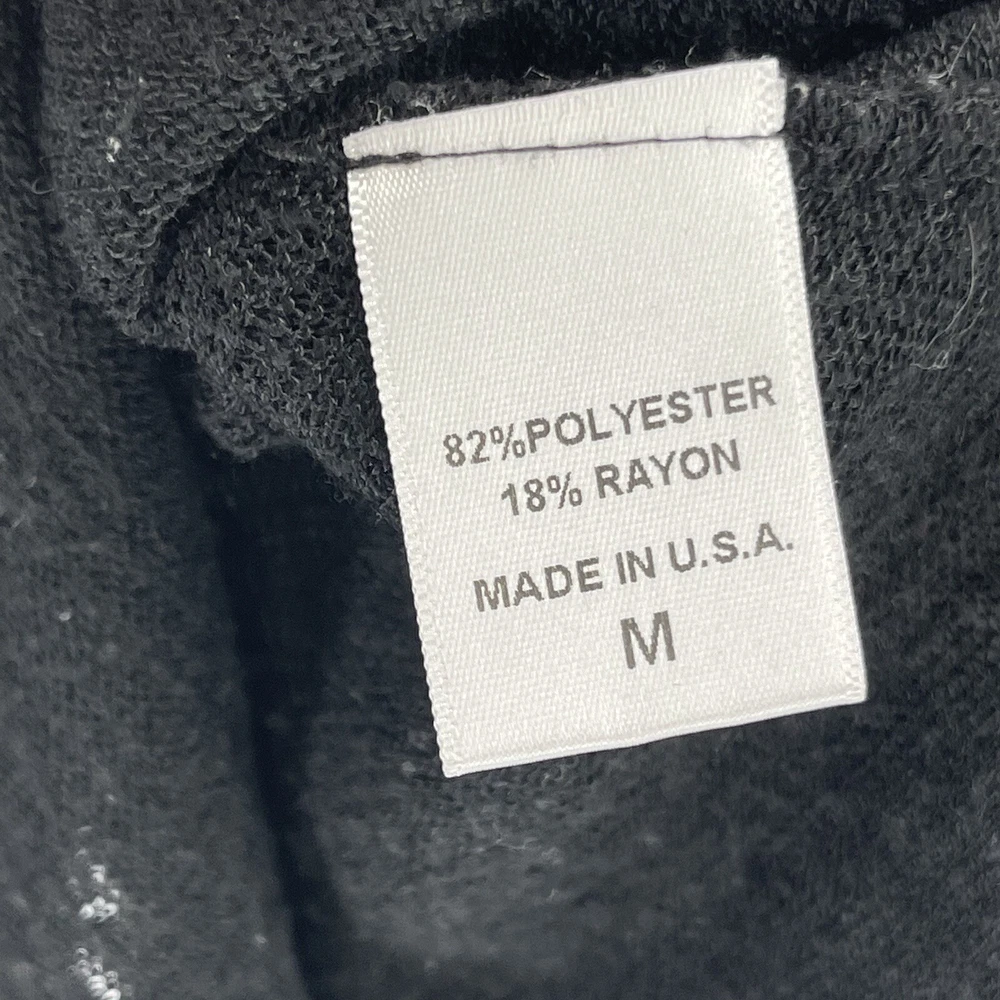 82%POLYESTER
18% RAYON
MADE IN U.S.A.
M